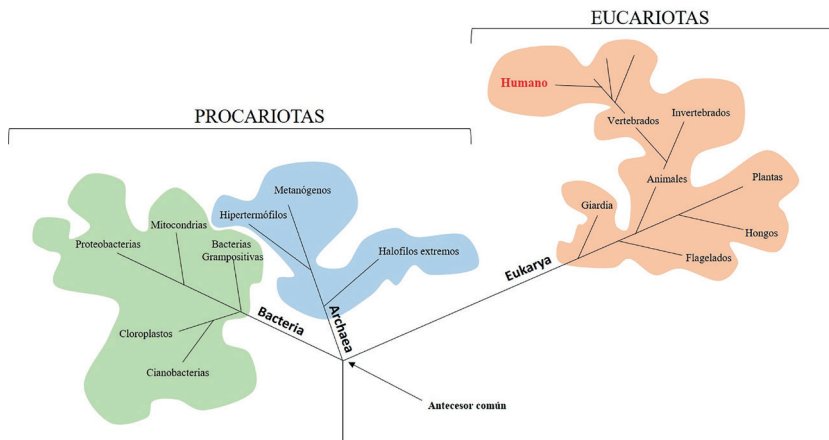 EUCARIOTAS
PROCARIOTAS
Humano
Vertebrados
Invertebrados
Animales
Plantas
Giardia
Hongos
Flagelados
Eukarya
Metanógenos
Hipertermófilos
Halofilos extremos
Archaea
Mitocondrias
Proteobacterias
Bacterias
Grampositivas
Bacteria
Cloroplastos
Cianobacterias
Antecesor común